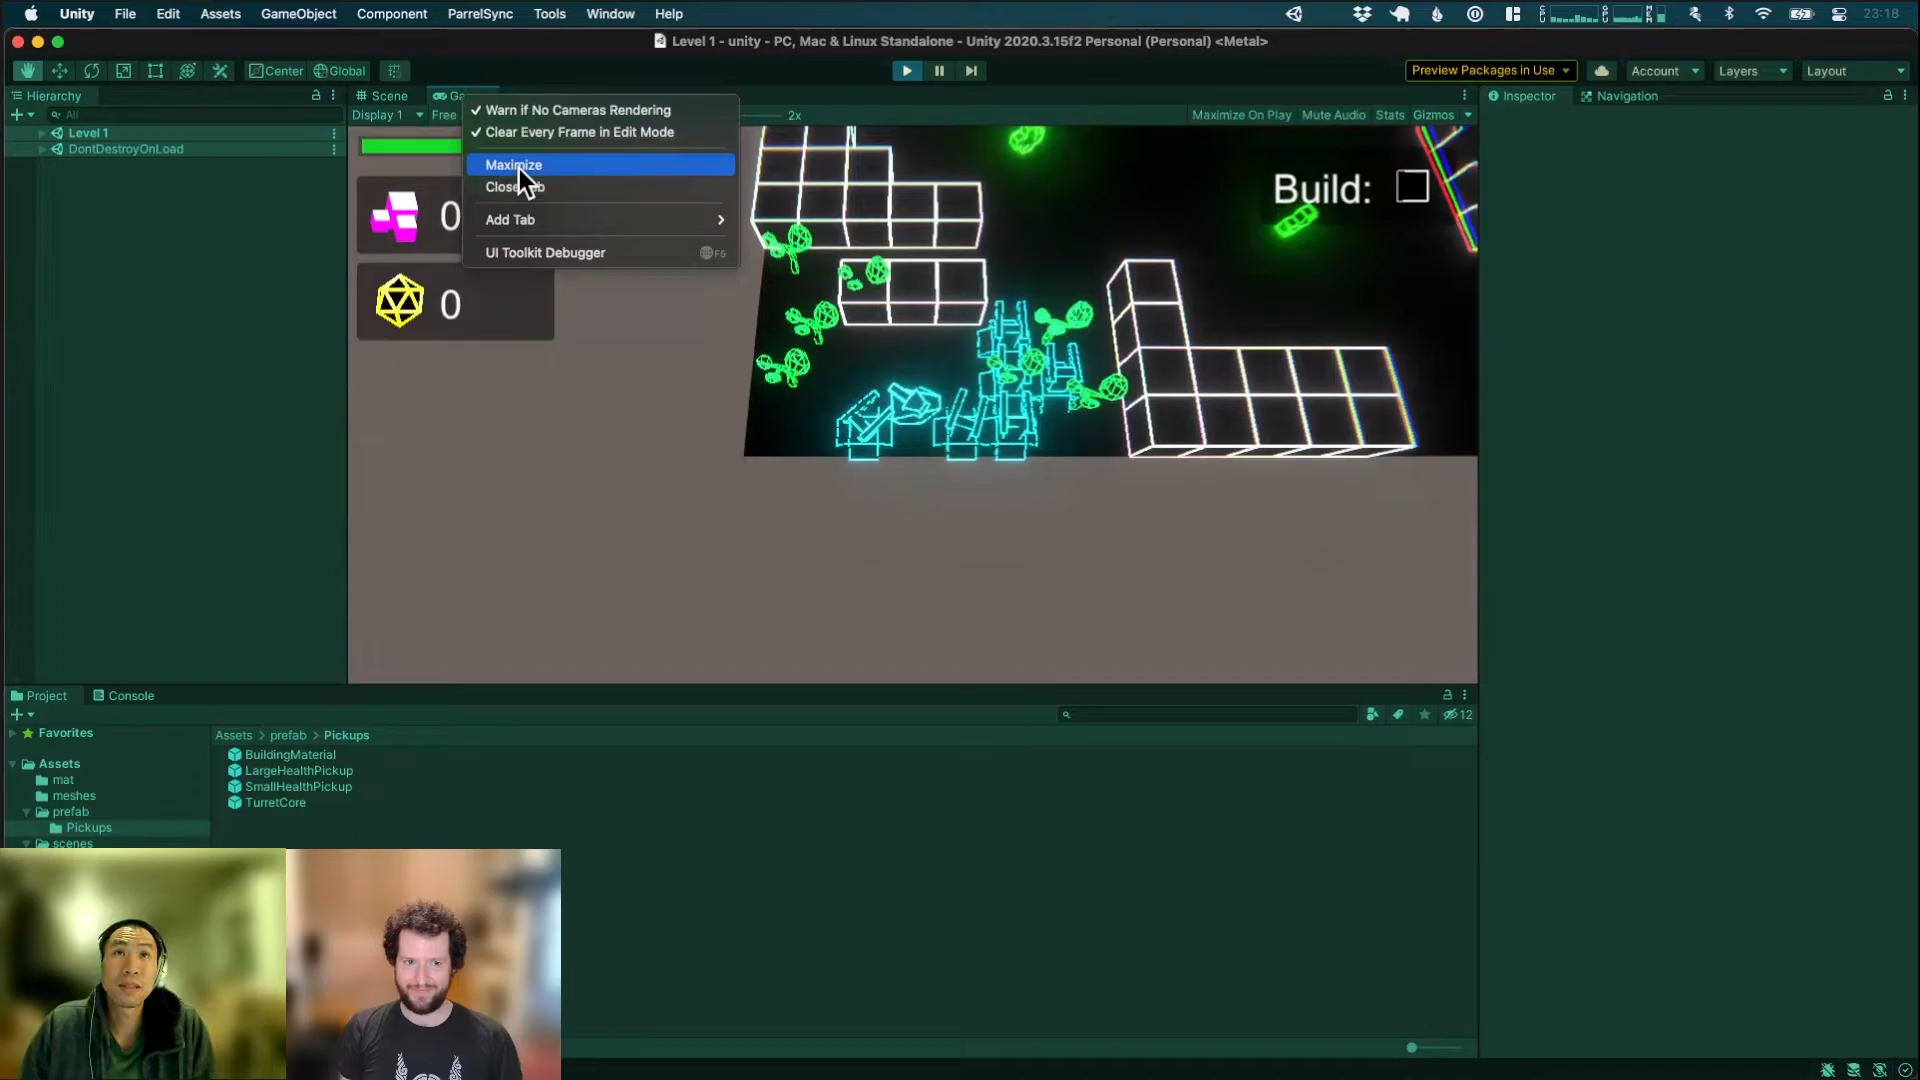 Unity File Edit Assets GameObject Component ParrelSync Tools Window Help 23:18
Level 1 - unity - PC, Mac & Linux Standalone - Unity 2020.3.15f2 Personal (Personal) <Metal>
Center Global Preview Packages in Use Account Layers Layout
Hierarchy Scene Inspector Navigation
All Display 1 Free 2x Maximize On Play Mute Audio Stats Gizmos
Level 1
DontDestroyOnLoad
Warn if No Cameras Rendering
Clear Every Frame in Edit Mode
Maximize
Add Tab
UI Toolkit Debugger F5
Build:
0
0
Project Console
12
Favorites
Assets > prefab > Pickups
Assets
mat
meshes
prefab
Pickups
scenes
BuildingMaterial
LargeHealthPickup
SmallHealthPickup
TurretCore